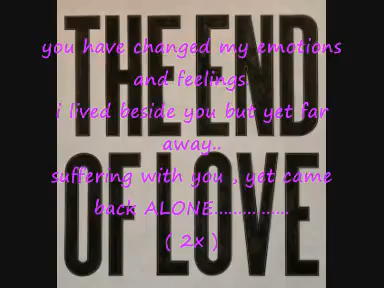 THE END
OF LOVE
you have changed my emotions
and feelings
i lived beside you but yet far
away..
suffering with you , yet came
back ALONE...............
( 2x )